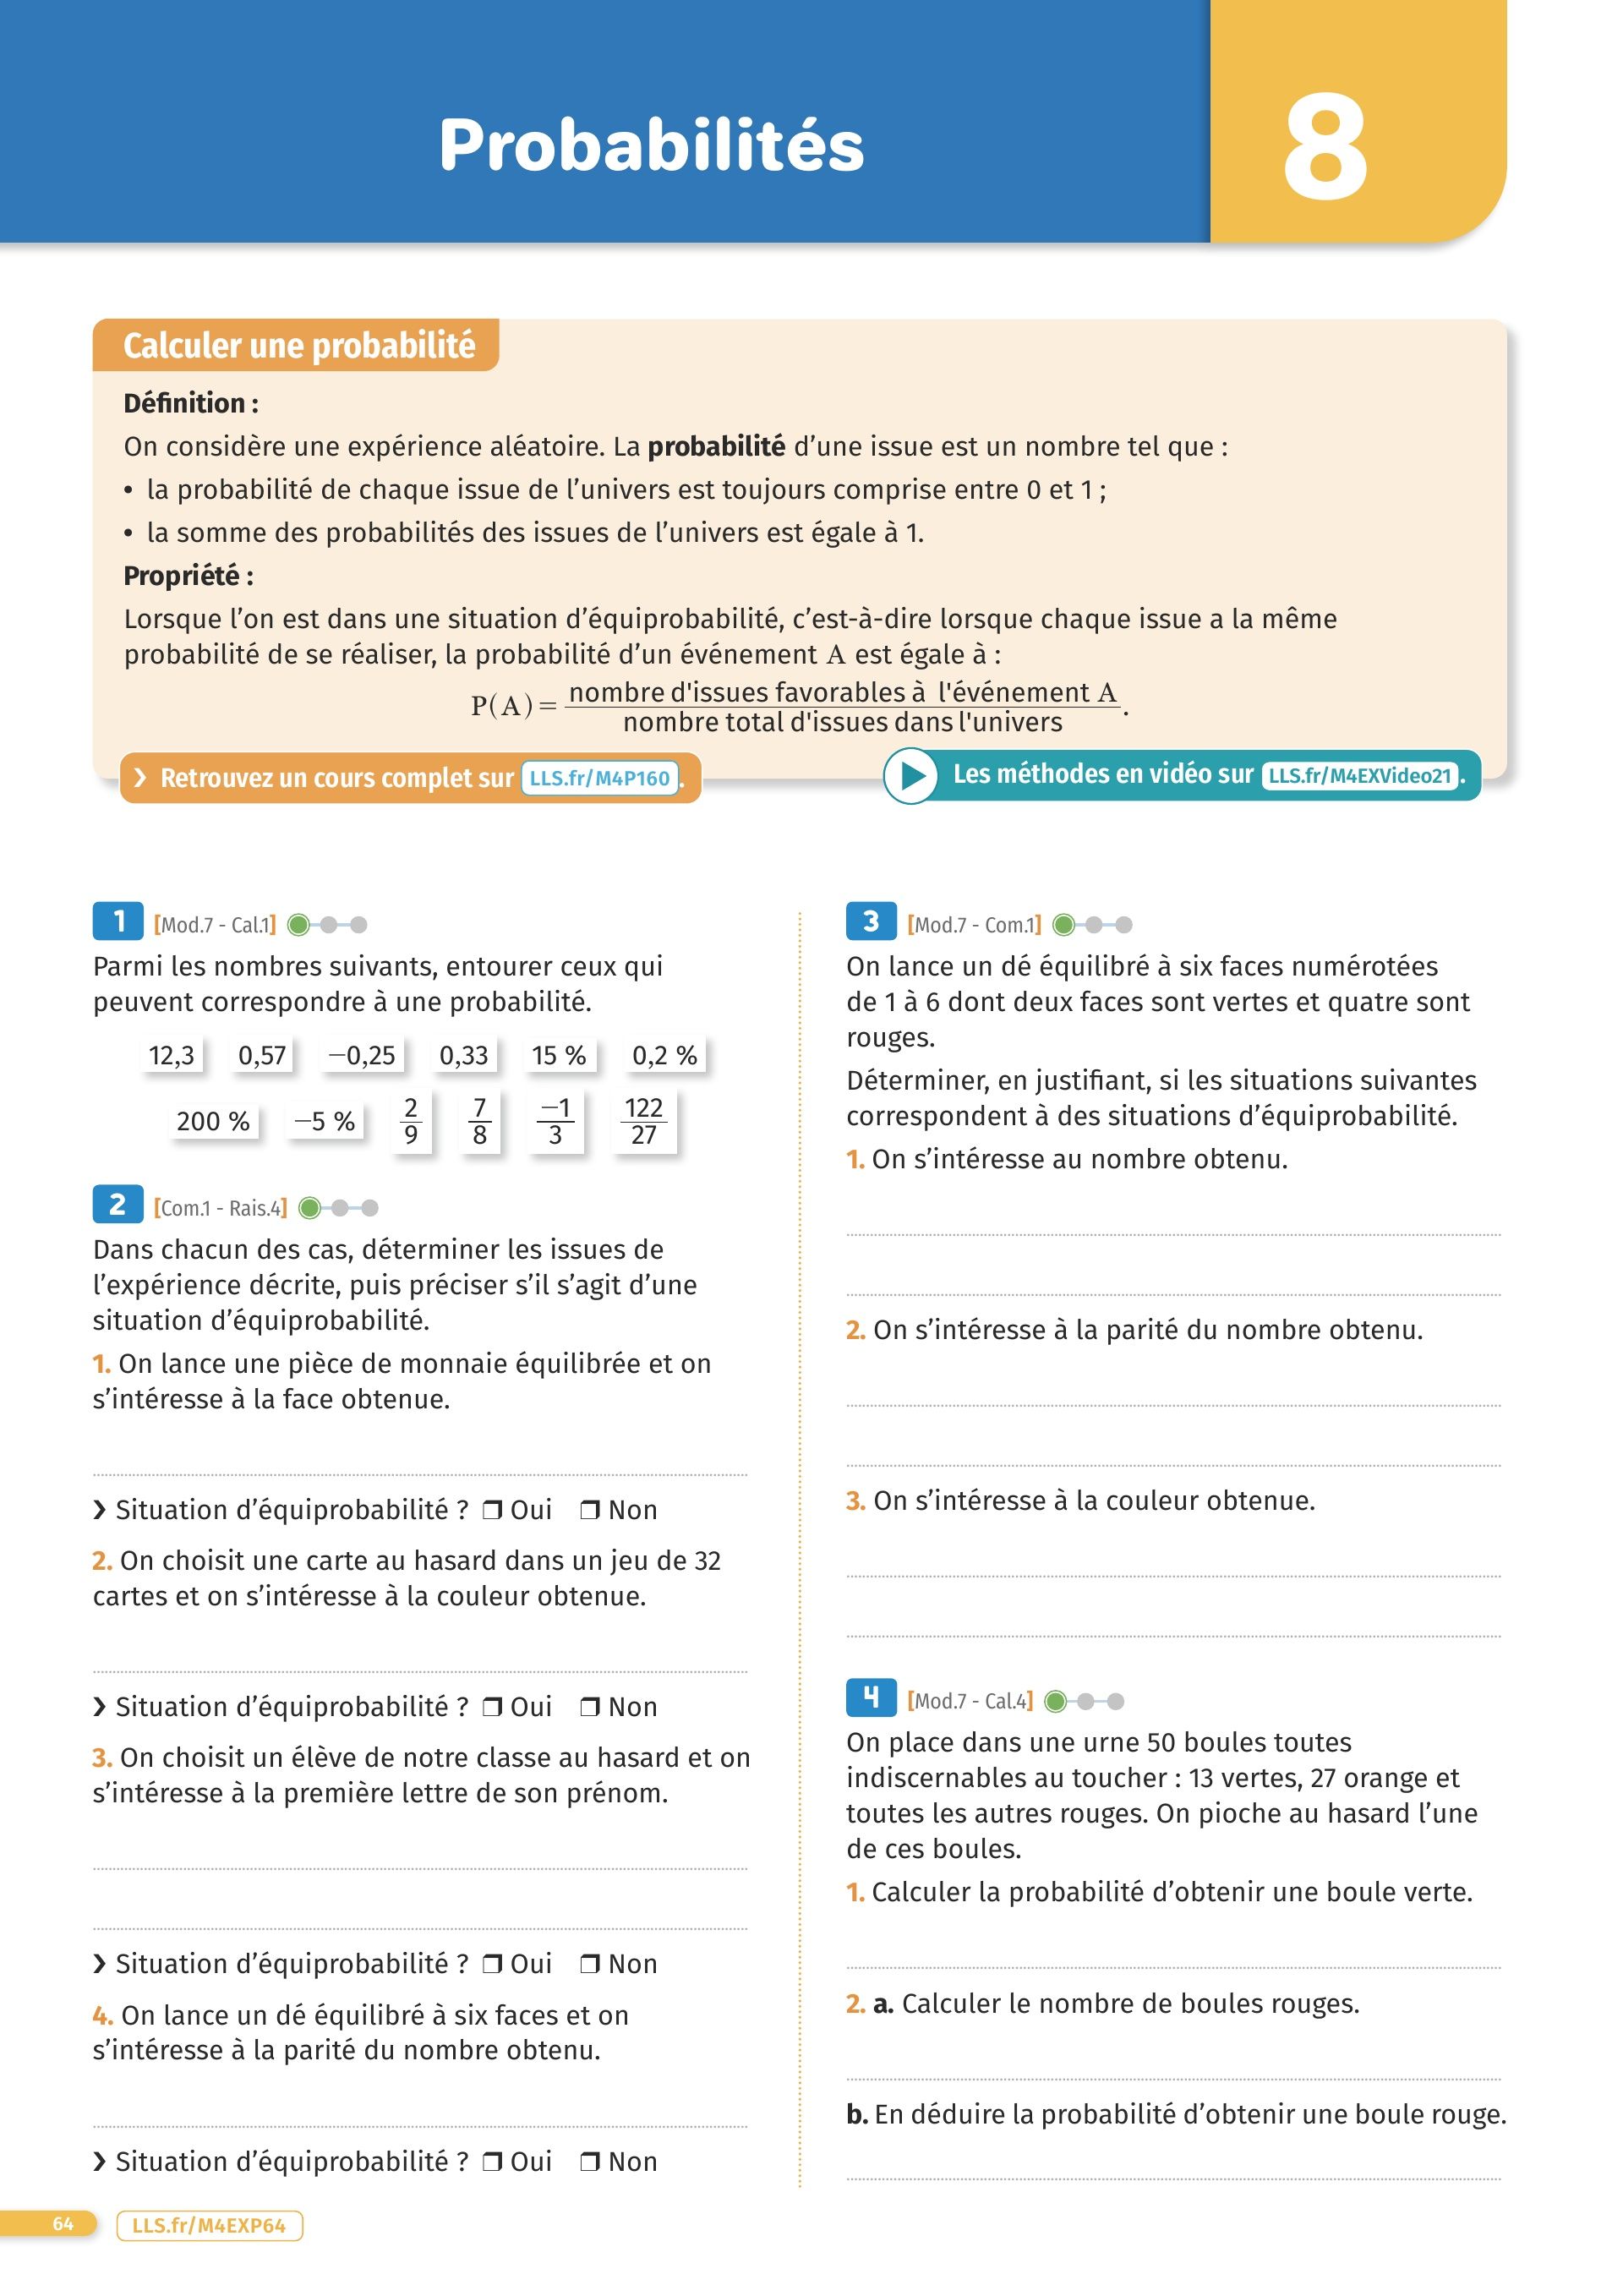 Probabilités
8
Calculer une probabilité
Définition :
On considère une expérience aléatoire. La probabilité d’une issue est un nombre tel que :
• la probabilité de chaque issue de l’univers est toujours comprise entre 0 et 1 ;
• la somme des probabilités des issues de l’univers est égale à 1.
Propriété :
Lorsque l’on est dans une situation d’équiprobabilité, c’est-à-dire lorsque chaque issue a la même
probabilité de se réaliser, la probabilité d’un événement A est égale à :
P(A) = nombre d'issues favorables à l'événement A / nombre total d'issues dans l'univers .
❯ Retrouvez un cours complet sur LLS.fr/M4P160 .
Les méthodes en vidéo sur LLS.fr/M4EXVideo21 .
1 [Mod.7 - Cal.1]
Parmi les nombres suivants, entourer ceux qui
peuvent correspondre à une probabilité.
12,3 0,57 −0,25 0,33 15 % 0,2 %
200 % −5 % 2/9 7/8 −1/3 122/27
2 [Com.1 - Rais.4]
Dans chacun des cas, déterminer les issues de
l’expérience décrite, puis préciser s’il s’agit d’une
situation d’équiprobabilité.
1. On lance une pièce de monnaie équilibrée et on
s’intéresse à la face obtenue.
❯ Situation d’équiprobabilité ? ❒ Oui ❒ Non
2. On choisit une carte au hasard dans un jeu de 32
cartes et on s’intéresse à la couleur obtenue.
❯ Situation d’équiprobabilité ? ❒ Oui ❒ Non
3. On choisit un élève de notre classe au hasard et on
s’intéresse à la première lettre de son prénom.
❯ Situation d’équiprobabilité ? ❒ Oui ❒ Non
4. On lance un dé équilibré à six faces et on
s’intéresse à la parité du nombre obtenu.
❯ Situation d’équiprobabilité ? ❒ Oui ❒ Non
3 [Mod.7 - Com.1]
On lance un dé équilibré à six faces numérotées
de 1 à 6 dont deux faces sont vertes et quatre sont
rouges.
Déterminer, en justifiant, si les situations suivantes
correspondent à des situations d’équiprobabilité.
1. On s’intéresse au nombre obtenu.
2. On s’intéresse à la parité du nombre obtenu.
3. On s’intéresse à la couleur obtenue.
4 [Mod.7 - Cal.4]
On place dans une urne 50 boules toutes
indiscernables au toucher : 13 vertes, 27 orange et
toutes les autres rouges. On pioche au hasard l’une
de ces boules.
1. Calculer la probabilité d’obtenir une boule verte.
2. a. Calculer le nombre de boules rouges.
b. En déduire la probabilité d’obtenir une boule rouge.
64
LLS.fr/M4EXP64